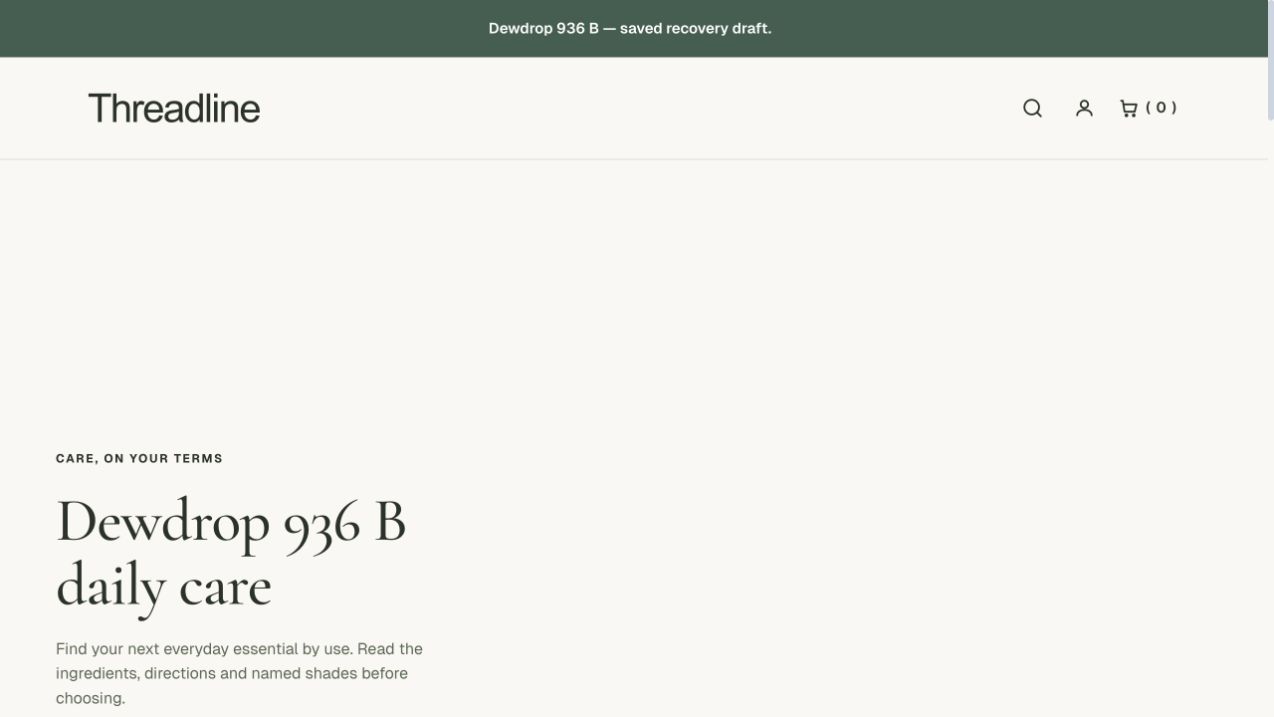 Dewdrop 936 B — saved recovery draft.
Threadline
( 0 )
CARE, ON YOUR TERMS
Dewdrop 936 B
daily care
Find your next everyday essential by use. Read the
ingredients, directions and named shades before
choosing.